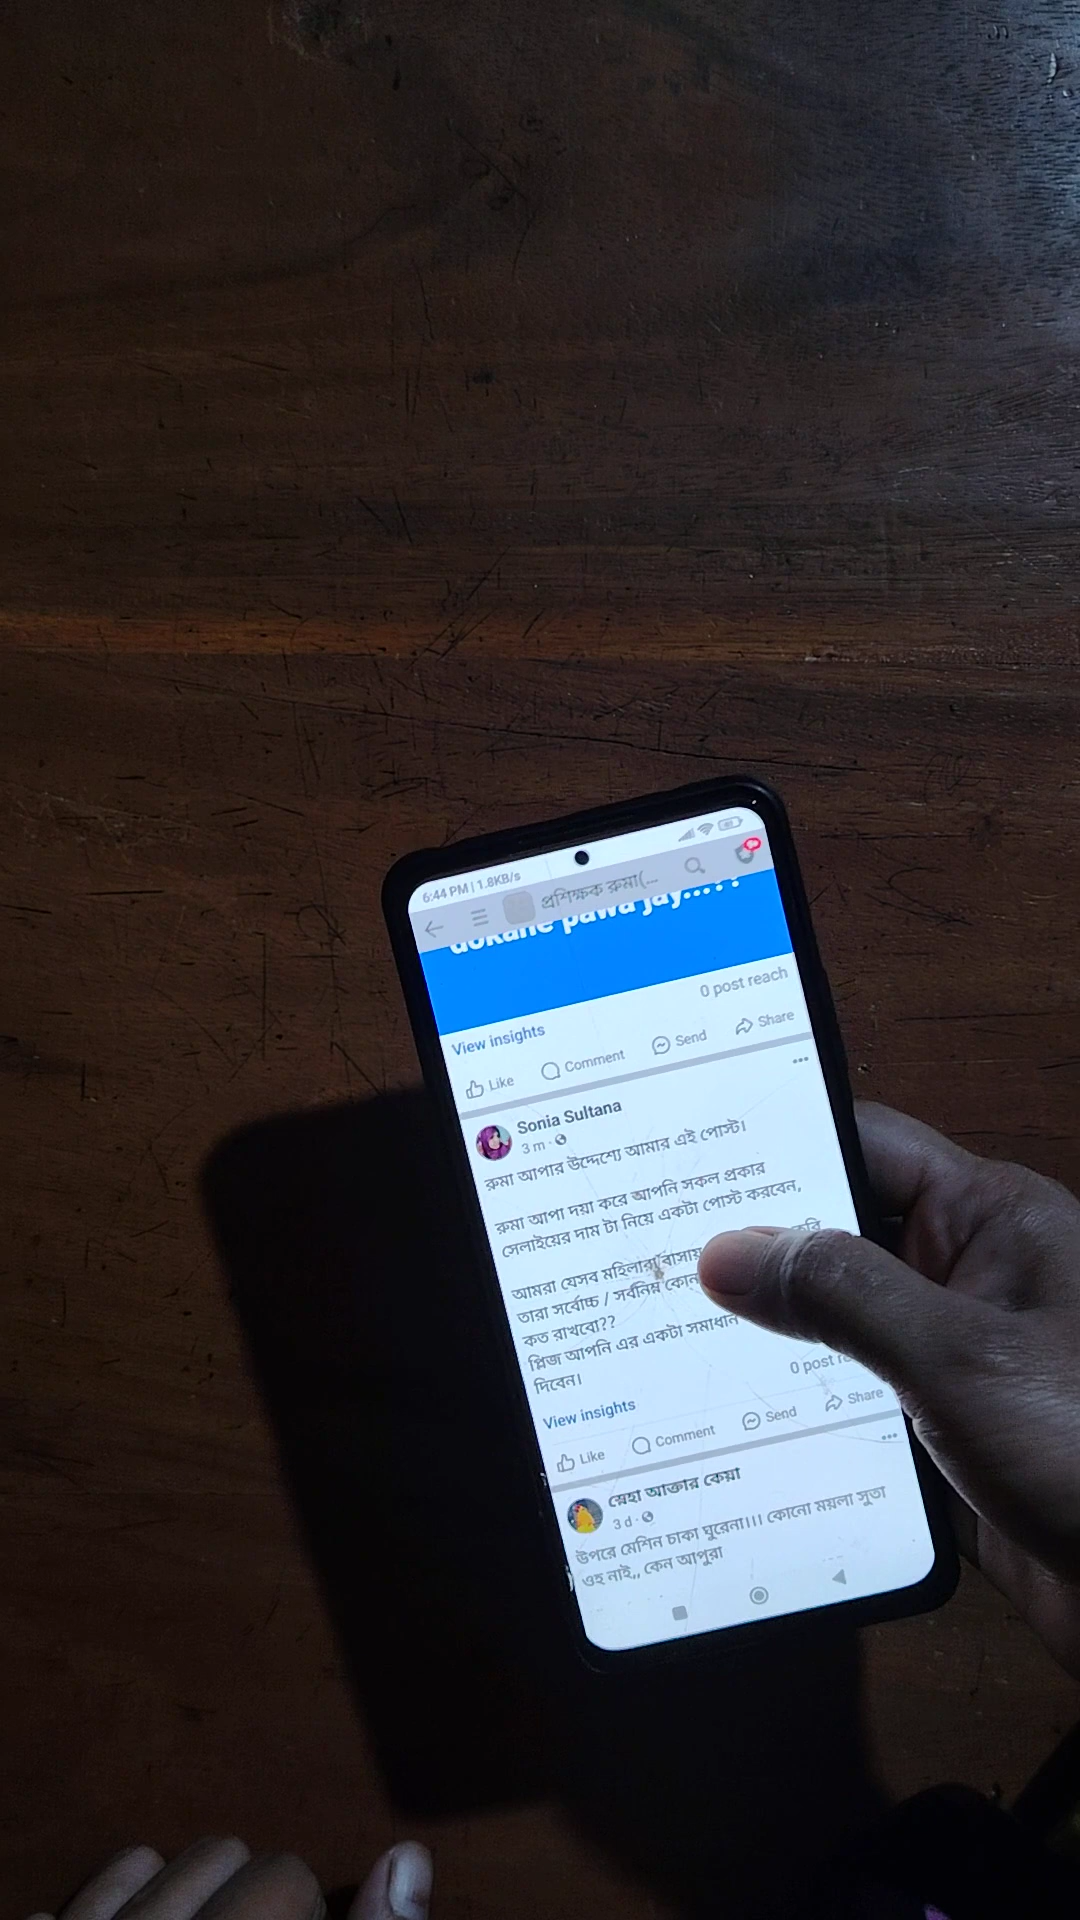 6:44 PM | 1.8KB/s
প্রশিক্ষক রুমা(...
dokane pawa jay...??
0 post reach
View insights
Like Comment Send Share
Sonia Sultana
3 m
রুমা আপার উদ্দেশ্যে আমার এই পোস্ট।
রুমা আপা দয়া করে আপনি সকল প্রকার
সেলাইয়ের দাম টা নিয়ে একটা পোস্ট করবেন,
আমরা যেসব মহিলারা বাসায়
তারা সর্বোচ্চ / সর্বনিম্ন কোন
কত রাখবো??
প্লিজ আপনি এর একটা সমাধান
দিবেন।
0 post
View insights
Like Comment Send Share
স্নেহা আক্তার কেয়া
3 d
উপরে মেশিন চাকা ঘুরেনা।।। কোনো ময়লা সুতা
ওহ নাই,, কেন আপুরা